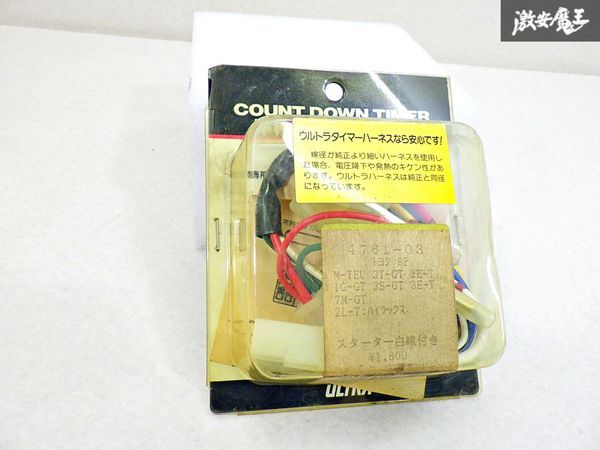 激安魔王
COUNT DOWN TIMER
ウルトラタイマーハーネスなら安心です!
線径が純正より細いハーネスを使用し
た場合、電圧降下や発熱のキケン性があ
ります。ウルトラハーネスは純正と同径
になっています。
4761-03
トヨタ 8P
M-TEU 3T-GT 2E-T
1G-GT 3S-GT 3E-T
7M-GT
2L-T:ハイラックス
スターター白線付き
¥1,800
ULTRA